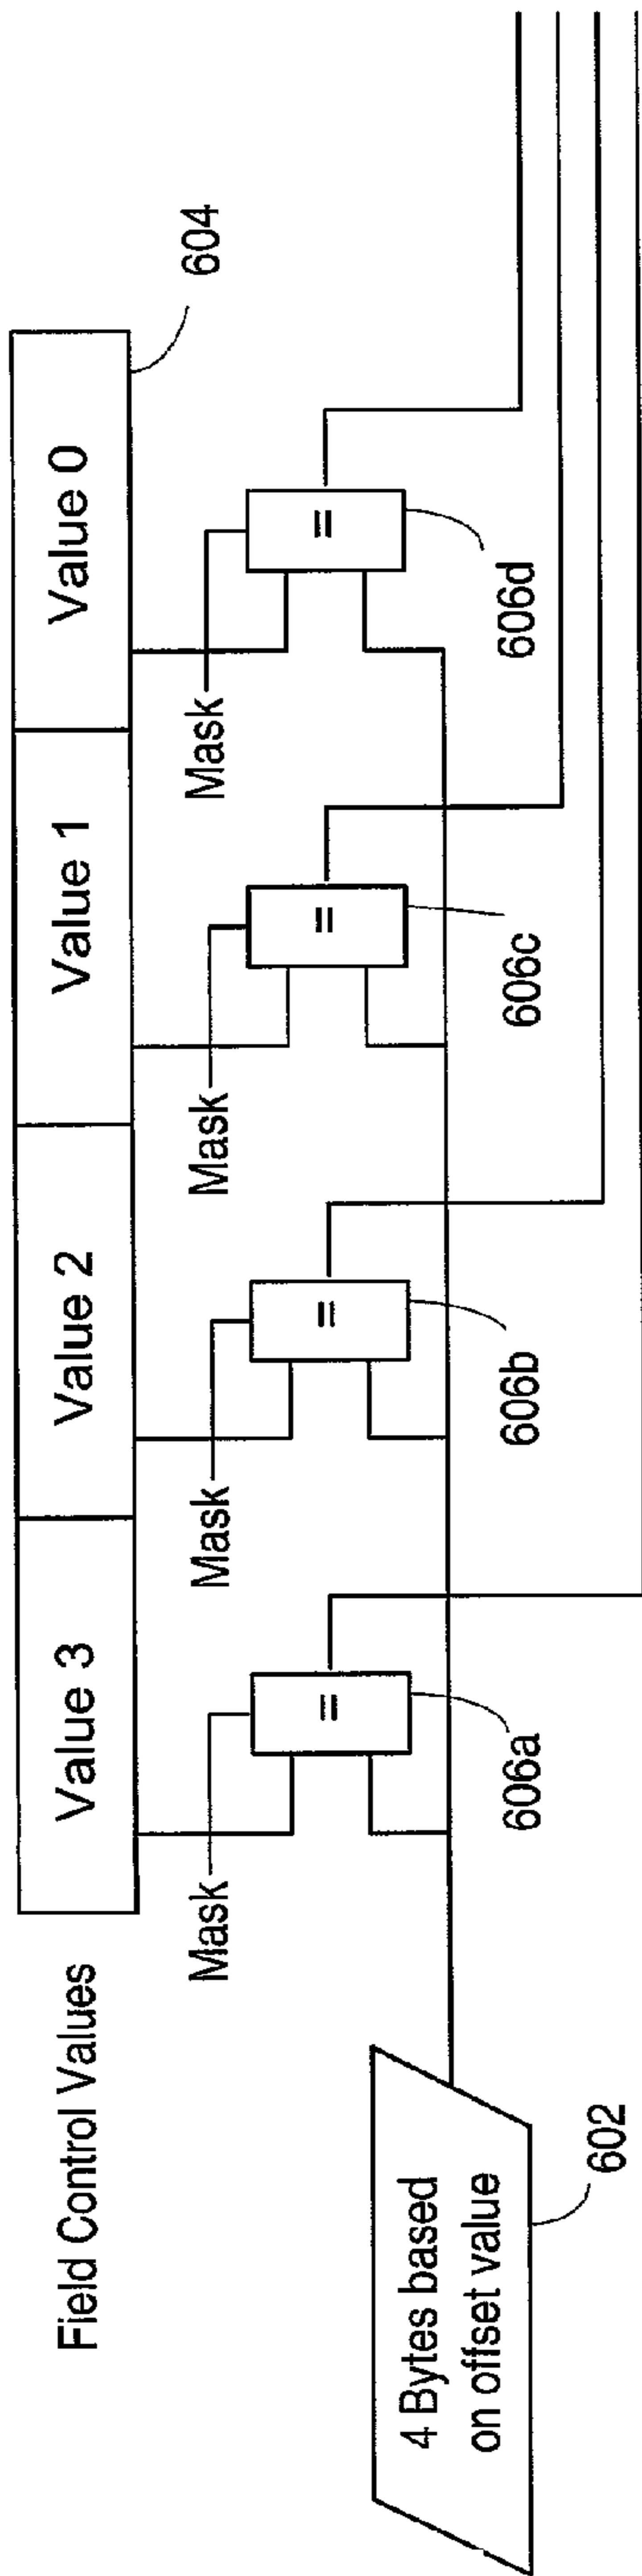 Field Control Values
Value 3
Value 2
Value 1
Value 0
604
Mask
Mask
Mask
Mask
=
=
=
=
606a
606b
606c
606d
4 Bytes based
on offset value
602